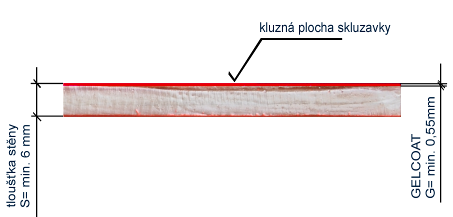 kluzná plocha skluzavky
tloušťka stěny
S= min. 6 mm
GELCOAT
G= min. 0,55mm